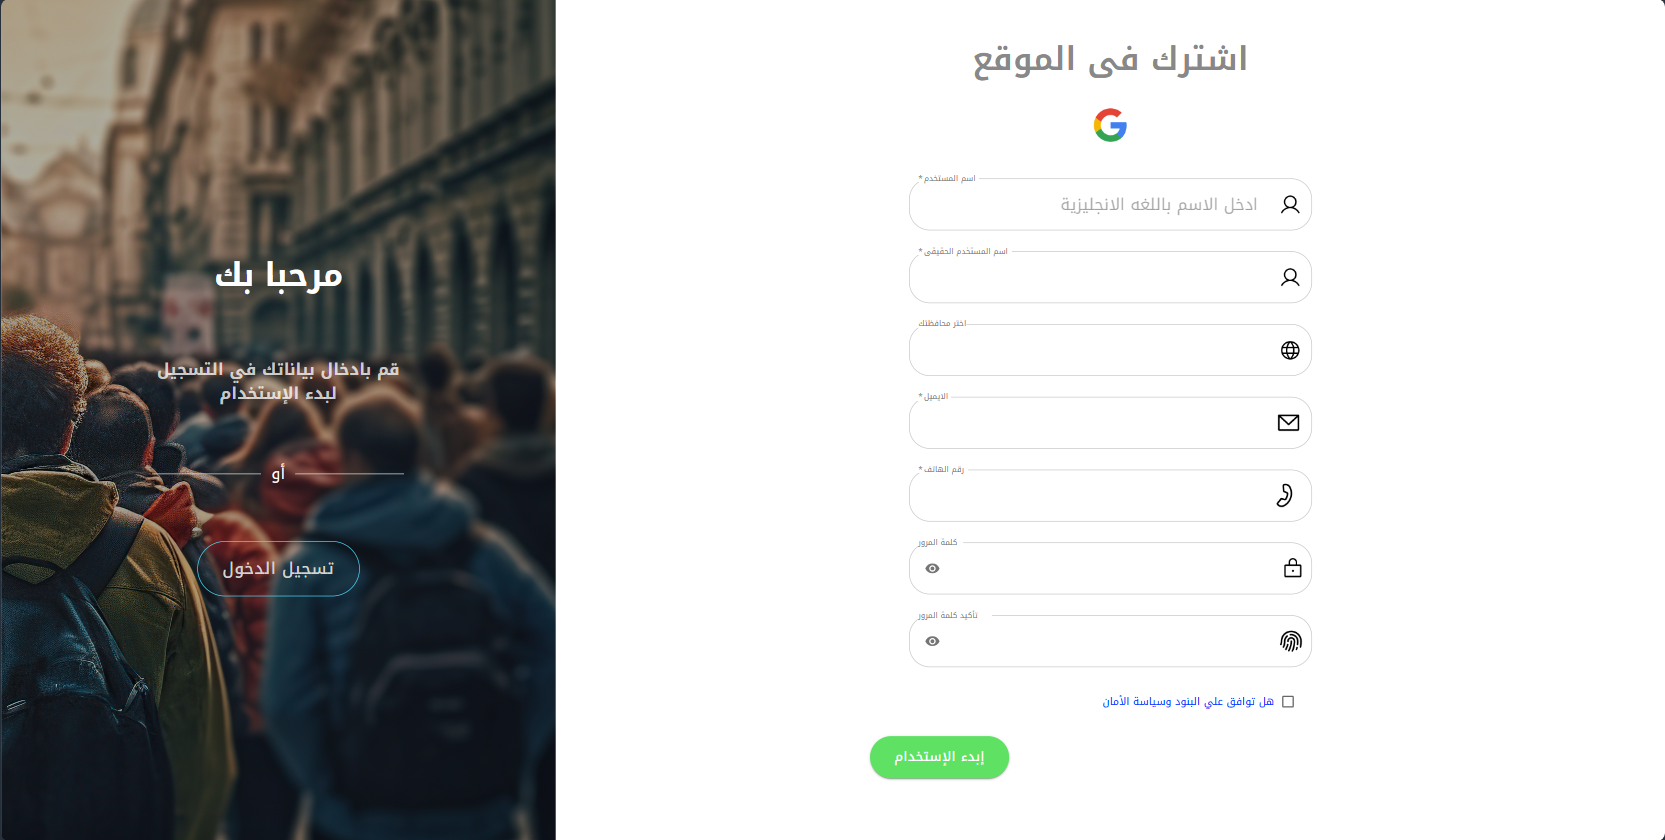 اشترك فى الموقع
اسم المستخدم *
ادخل الاسم باللغه الانجليزية
اسم المستخدم الحقيقى *
اختر محافظتك
الايميل *
رقم الهاتف *
كلمة المرور
تأكيد كلمة المرور
هل توافق علي البنود وسياسة الأمان
إبدء الإستخدام
مرحبا بك
قم بادخال بياناتك في التسجيل
لبدء الإستخدام
أو
تسجيل الدخول